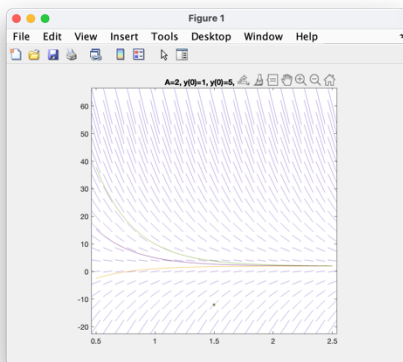 Figure 1
File Edit View Insert Tools Desktop Window Help
A=2, y(0)=1, y(0)=5,
60
50
40
30
20
10
0
-10
-20
0.5 1 1.5 2 2.5